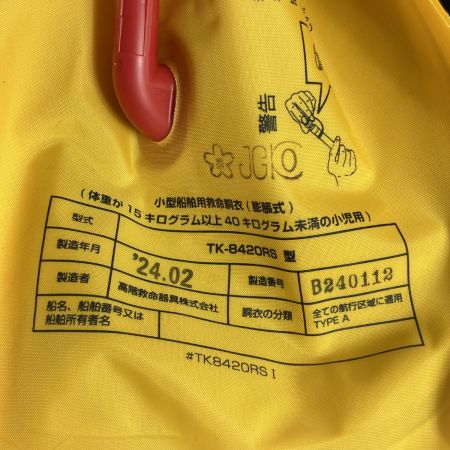 警告
JCI
小型船舶用救命胴衣(膨脹式)
(体重が15キログラム以上40キログラム未満の小児用)
型式 TK-8420RS 型
製造年月 '24.02 製造番号 B240112
製造者 高階救命器具株式会社 胴衣の分類 全ての航行区域に適用 TYPE A
船名、船舶番号又は
船舶所有者名
#TK8420RS I